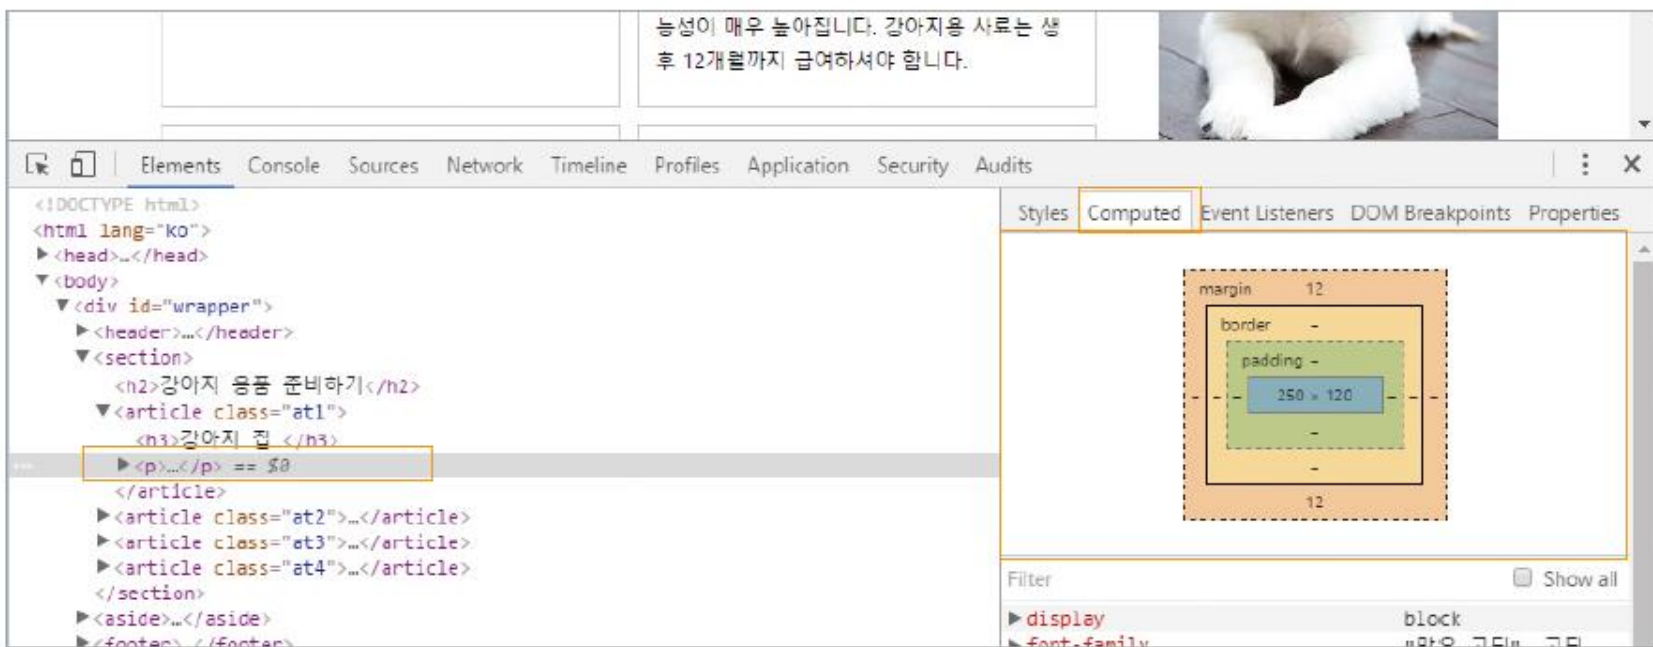 능성이 매우 높아집니다. 강아지용 사료는 생
후 12개월까지 급여하셔야 합니다.
Elements Console Sources Network Timeline Profiles Application Security Audits
<!DOCTYPE html>
<html lang="ko">
<head>…</head>
<body>
<div id="wrapper">
<header>…</header>
<section>
<h2>강아지 용품 준비하기</h2>
<article class="at1">
<h3>강아지 집 </h3>
<p>…</p> == $0
</article>
<article class="at2">…</article>
<article class="at3">…</article>
<article class="at4">…</article>
</section>
<aside>…</aside>
<footer>…</footer>
Styles Computed Event Listeners DOM Breakpoints Properties
margin 12
border -
padding -
- - - 250 × 120 - - -
-
-
12
Filter Show all
display block
font-family